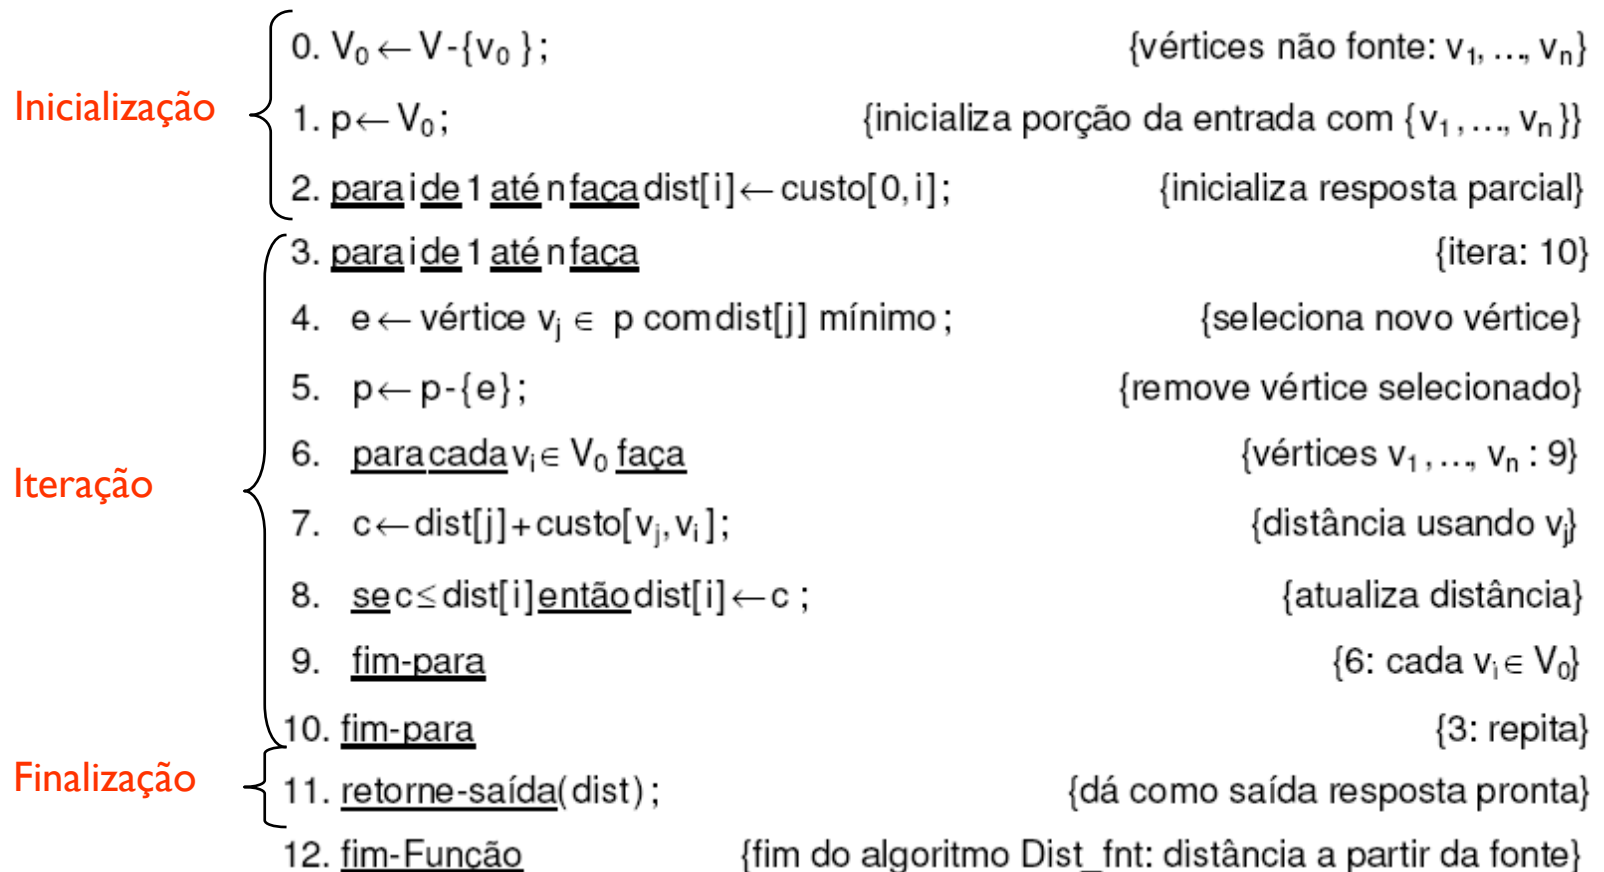 Inicialização
0. V₀ ← V-{v₀ }; {vértices não fonte: v₁, ..., vₙ}
1. p ← V₀; {inicializa porção da entrada com {v₁, ..., vₙ}}
2. para i de 1 até n faça dist[i] ← custo[0, i]; {inicializa resposta parcial}
3. para i de 1 até n faça {itera: 10}
4. e ← vértice vⱼ ∈ p com dist[j] mínimo; {seleciona novo vértice}
5. p ← p-{e}; {remove vértice selecionado}
Iteração
6. para cada vᵢ ∈ V₀ faça {vértices v₁, ..., vₙ : 9}
7. c ← dist[j]+custo[vⱼ, vᵢ]; {distância usando vⱼ}
8. se c ≤ dist[i] então dist[i] ← c ; {atualiza distância}
9. fim-para {6: cada vᵢ ∈ V₀}
10. fim-para {3: repita}
Finalização
11. retorne-saída(dist); {dá como saída resposta pronta}
12. fim-Função {fim do algoritmo Dist_fnt: distância a partir da fonte}